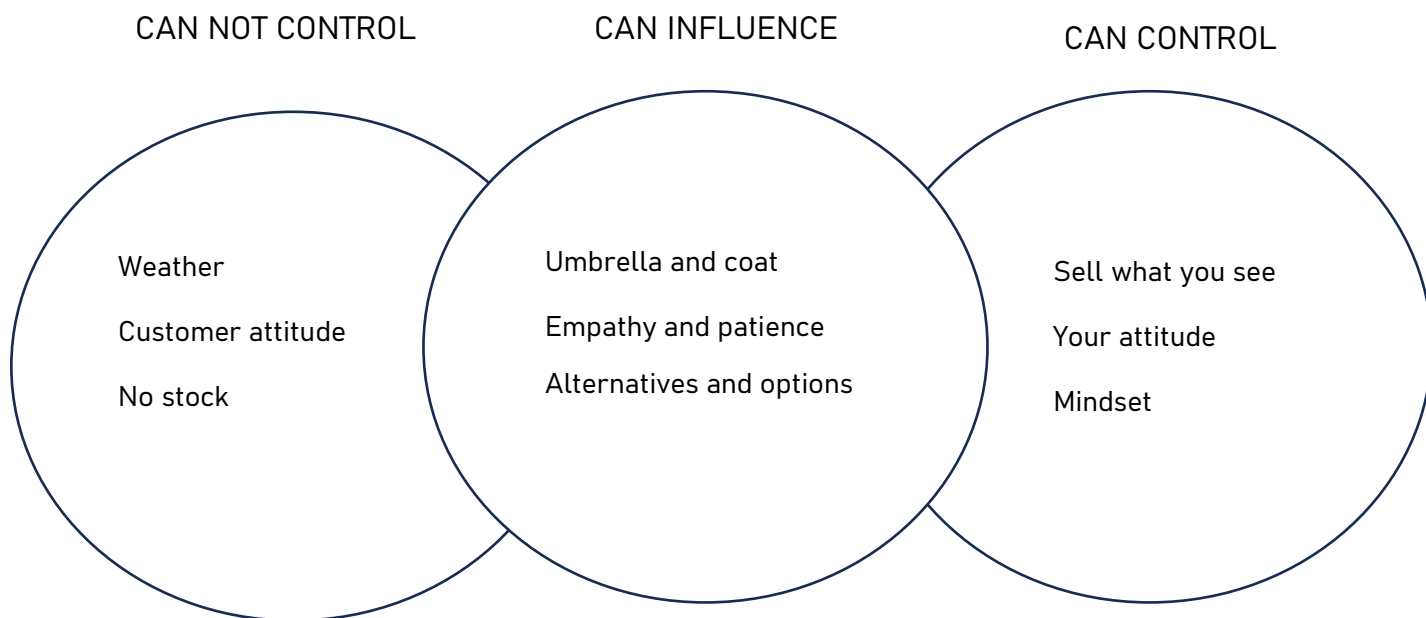 CAN NOT CONTROL
CAN INFLUENCE
CAN CONTROL
Weather
Customer attitude
No stock
Umbrella and coat
Empathy and patience
Alternatives and options
Sell what you see
Your attitude
Mindset